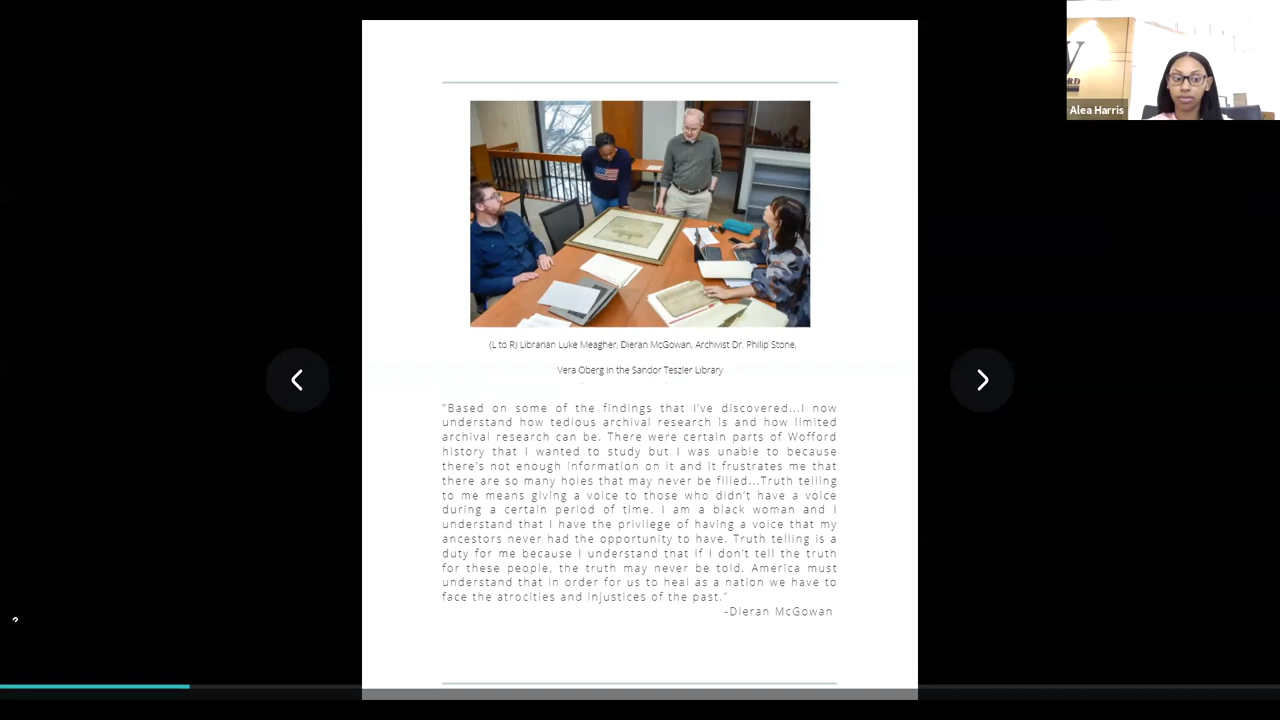 RD
Alea Harris
(L to R) Librarian Luke Meagher, Dieran McGowan, Archivist Dr. Philip Stone,
Vera Oberg in the Sandor Teszler Library
"Based on some of the findings that I've discovered...I now
understand how tedious archival research is and how limited
archival research can be. There were certain parts of Wofford
history that I wanted to study but I was unable to because
there's not enough information on it and it frustrates me that
there are so many holes that may never be filled...Truth telling
to me means giving a voice to those who didn't have a voice
during a certain period of time. I am a black woman and I
understand that I have the privilege of having a voice that my
ancestors never had the opportunity to have. Truth telling is a
duty for me because I understand that if I don't tell the truth
for these people, the truth may never be told. America must
understand that in order for us to heal as a nation we have to
face the atrocities and injustices of the past."
-Dieran McGowan